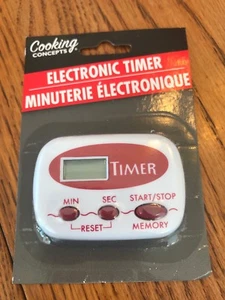 Cooking
CONCEPTS®
ELECTRONIC TIMER
MINUTERIE ÉLECTRONIQUE
TIMER
MIN SEC START/STOP
RESET MEMORY